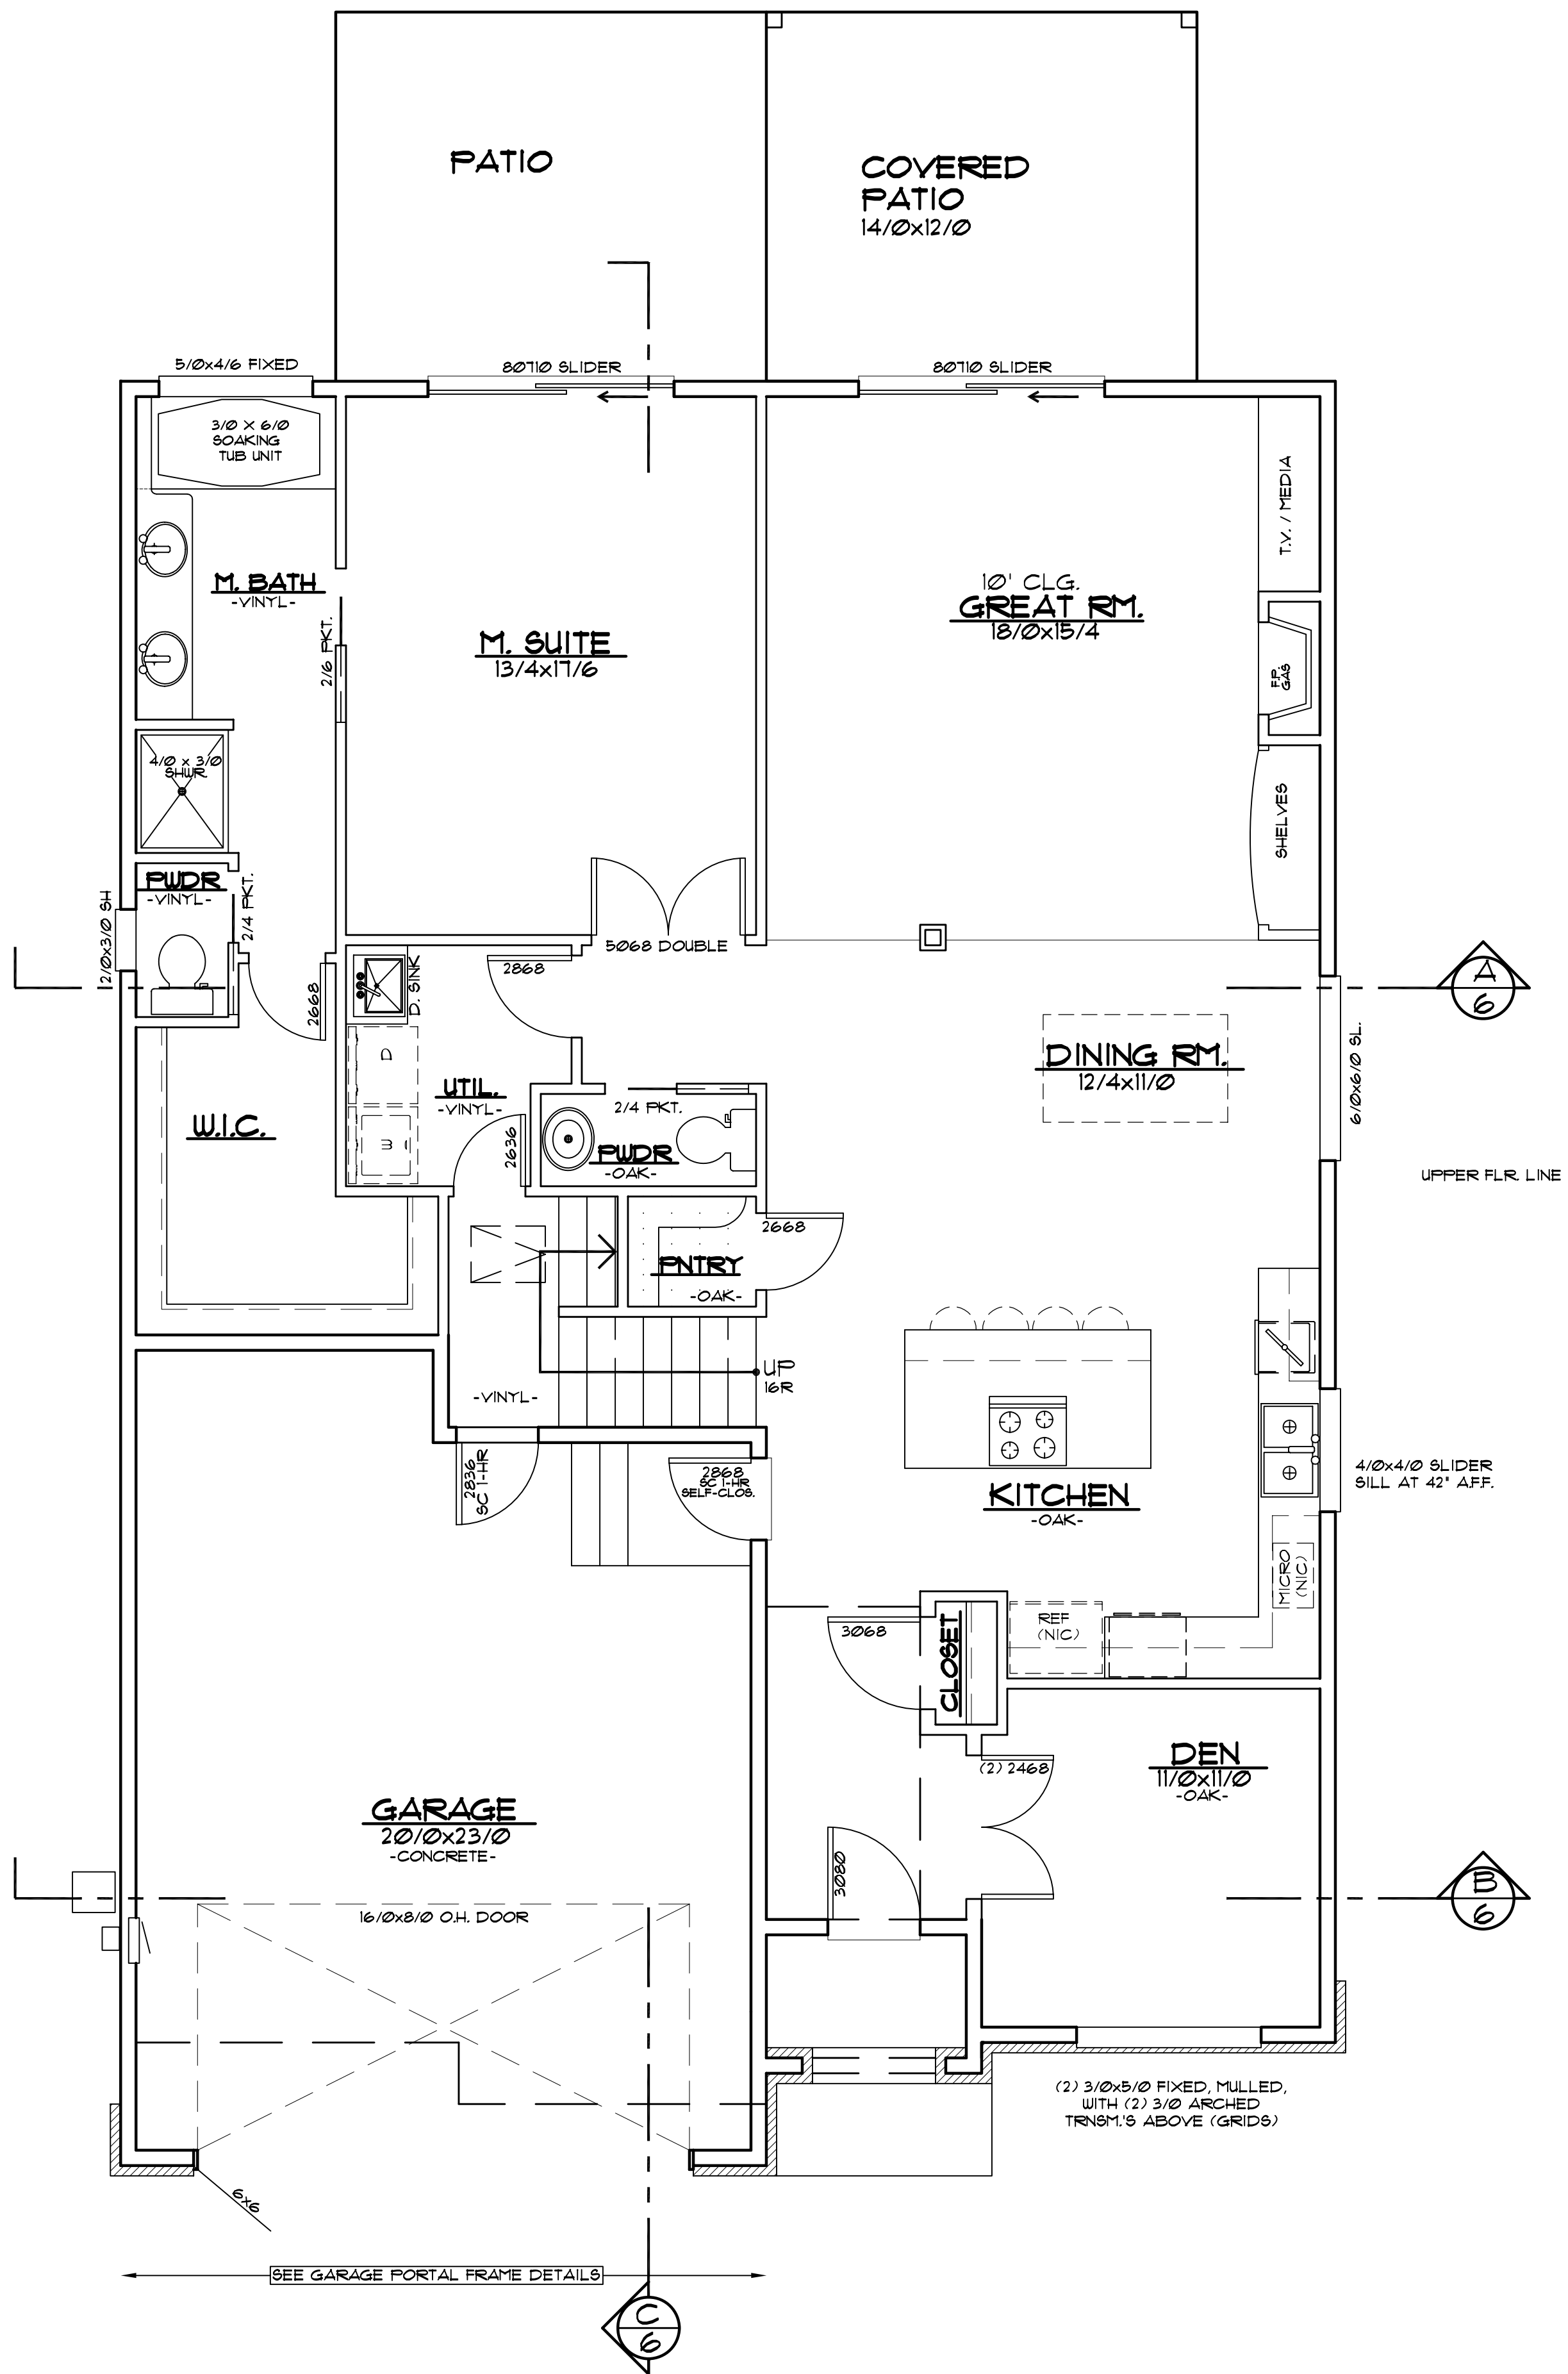 PATIO
COVERED
PATIO
14/0x12/0
5/0x4/6 FIXED
80710 SLIDER
80710 SLIDER
3/0 X 6/0
SOAKING
TUB UNIT
T.V. / MEDIA
M. BATH
-VINYL-
2/6 PKT.
M. SUITE
13/4x17/6
10' CLG.
GREAT RM.
18/0x15/4
F.P.
GAS
4/0 x 3/0
SHWR.
SHELVES
PWDR
-VINYL-
2/4 PKT.
2/0x3/0 SH
5068 DOUBLE
2868
D. SINK
2668
A
6
D
DINING RM.
12/4x11/0
6/0x6/0 SL.
UTIL.
-VINYL-
2/4 PKT.
W.I.C.
W
2636
PWDR
-OAK-
UPPER FLR. LINE
2668
PNTRY
-OAK-
UP
16R
-VINYL-
2836
SC 1-HR
2868
SC 1-HR
SELF-CLOS.
KITCHEN
-OAK-
4/0x4/0 SLIDER
SILL AT 42" A.F.F.
MICRO
(NIC)
REF
(NIC)
3068
CLOSET
DEN
11/0x11/0
-OAK-
(2) 2468
GARAGE
20/0x23/0
-CONCRETE-
3080
B
6
16/0x8/0 O.H. DOOR
(2) 3/0x5/0 FIXED, MULLED,
WITH (2) 3/0 ARCHED
TRNSM.'S ABOVE (GRIDS)
6x6
SEE GARAGE PORTAL FRAME DETAILS
C
6